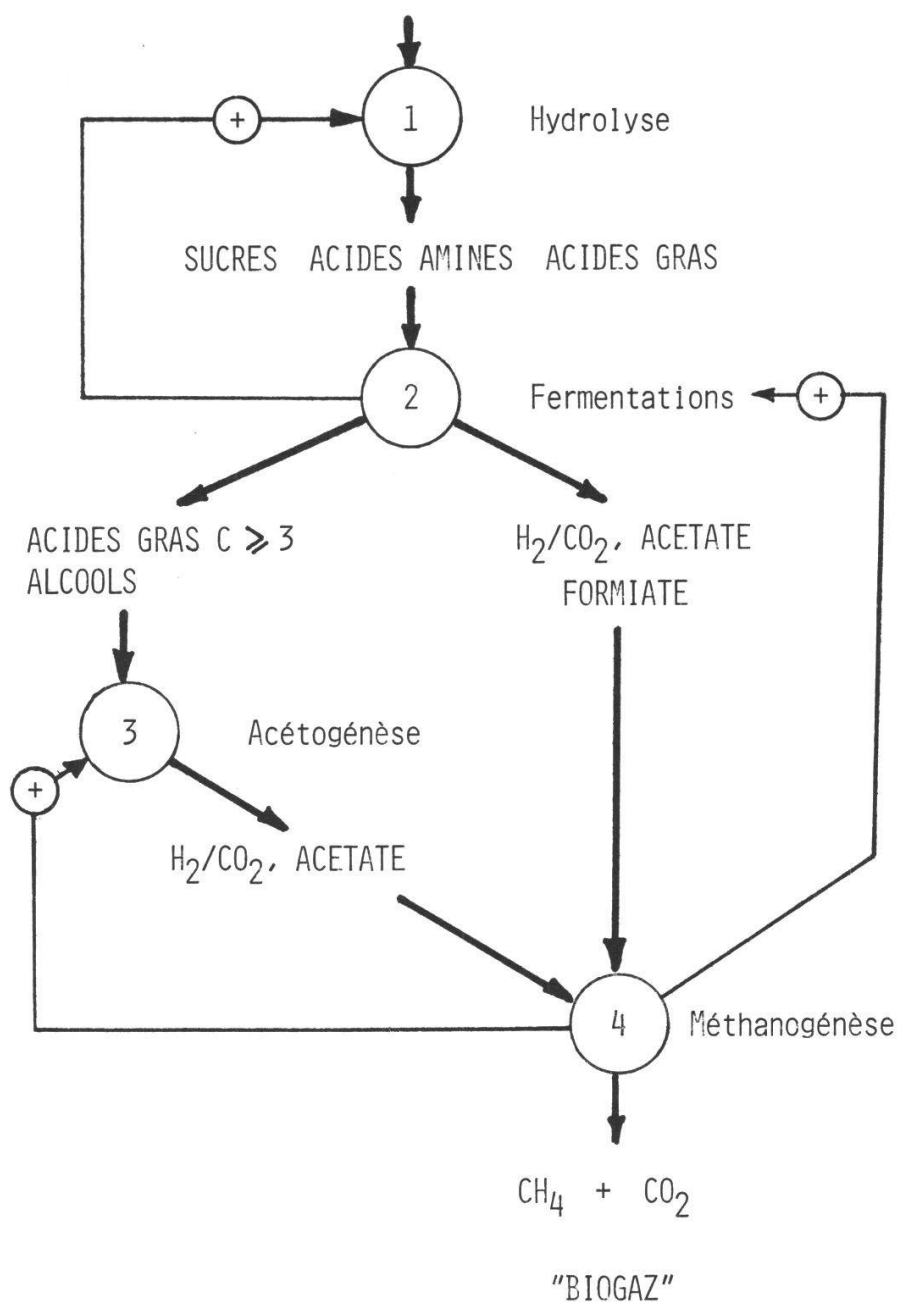 1
+
Hydrolyse
SUCRES ACIDES AMINES ACIDES GRAS
2
Fermentations
+
ACIDES GRAS C ⩾ 3
ALCOOLS
H₂/CO₂, ACETATE
FORMIATE
3
Acétogénèse
+
H₂/CO₂, ACETATE
4
Méthanogénèse
CH₄ + CO₂
"BIOGAZ"